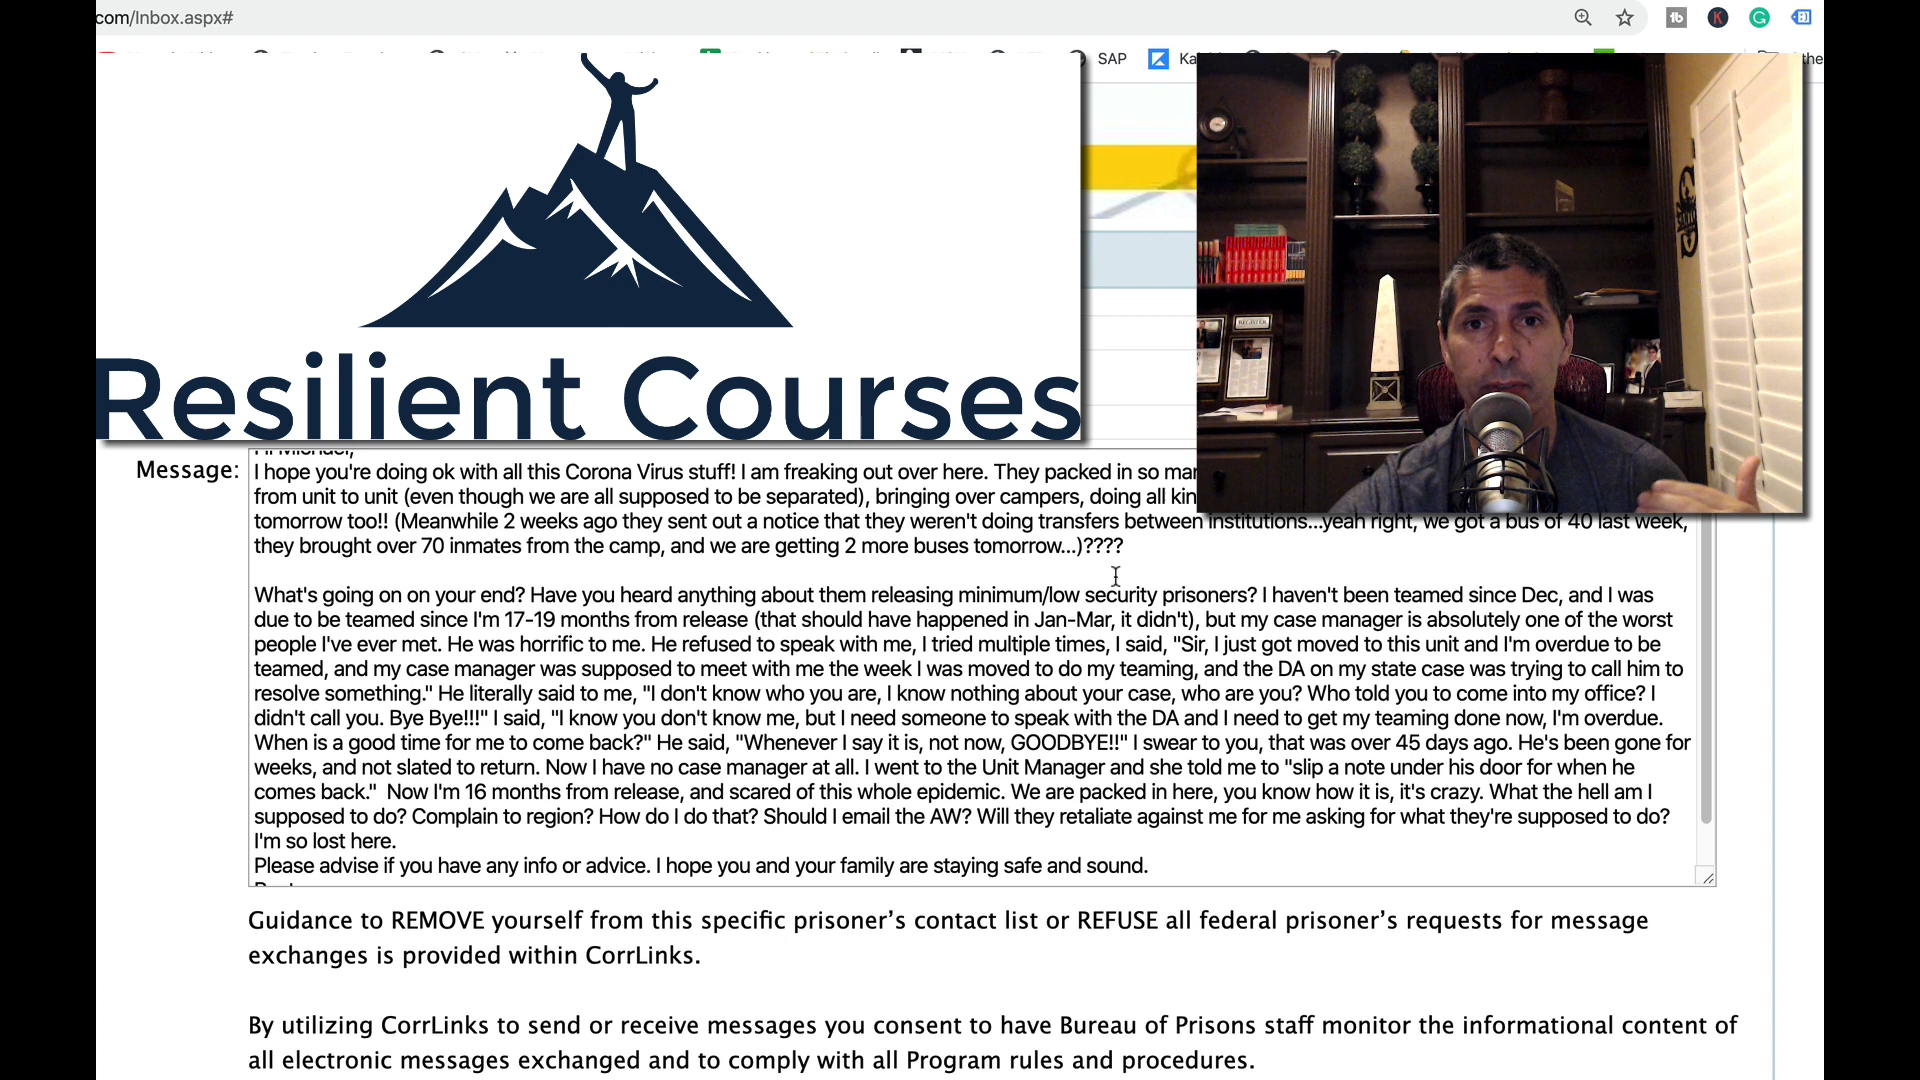 com/Inbox.aspx#
SAP
Resilient Courses
Message:
I hope you're doing ok with all this Corona Virus stuff! I am freaking out over here. They packed in so
from unit to unit (even though we are all supposed to be separated), bringing over campers, doing all
tomorrow too!! (Meanwhile 2 weeks ago they sent out a notice that they weren't doing transfers between institutions...yeah right, we got a bus of 40 last week,
they brought over 70 inmates from the camp, and we are getting 2 more buses tomorrow...)????
What's going on on your end? Have you heard anything about them releasing minimum/low security prisoners? I haven't been teamed since Dec, and I was
due to be teamed since I'm 17-19 months from release (that should have happened in Jan-Mar, it didn't), but my case manager is absolutely one of the worst
people I've ever met. He was horrific to me. He refused to speak with me, I tried multiple times, I said, "Sir, I just got moved to this unit and I'm overdue to be
teamed, and my case manager was supposed to meet with me the week I was moved to do my teaming, and the DA on my state case was trying to call him to
resolve something." He literally said to me, "I don't know who you are, I know nothing about your case, who are you? Who told you to come into my office? I
didn't call you. Bye Bye!!!" I said, "I know you don't know me, but I need someone to speak with the DA and I need to get my teaming done now, I'm overdue.
When is a good time for me to come back?" He said, "Whenever I say it is, not now, GOODBYE!!" I swear to you, that was over 45 days ago. He's been gone for
weeks, and not slated to return. Now I have no case manager at all. I went to the Unit Manager and she told me to "slip a note under his door for when he
comes back."  Now I'm 16 months from release, and scared of this whole epidemic. We are packed in here, you know how it is, it's crazy. What the hell am I
supposed to do? Complain to region? How do I do that? Should I email the AW? Will they retaliate against me for me asking for what they're supposed to do?
I'm so lost here.
Please advise if you have any info or advice. I hope you and your family are staying safe and sound.
Guidance to REMOVE yourself from this specific prisoner's contact list or REFUSE all federal prisoner's requests for message
exchanges is provided within CorrLinks.
By utilizing CorrLinks to send or receive messages you consent to have Bureau of Prisons staff monitor the informational content of
all electronic messages exchanged and to comply with all Program rules and procedures.